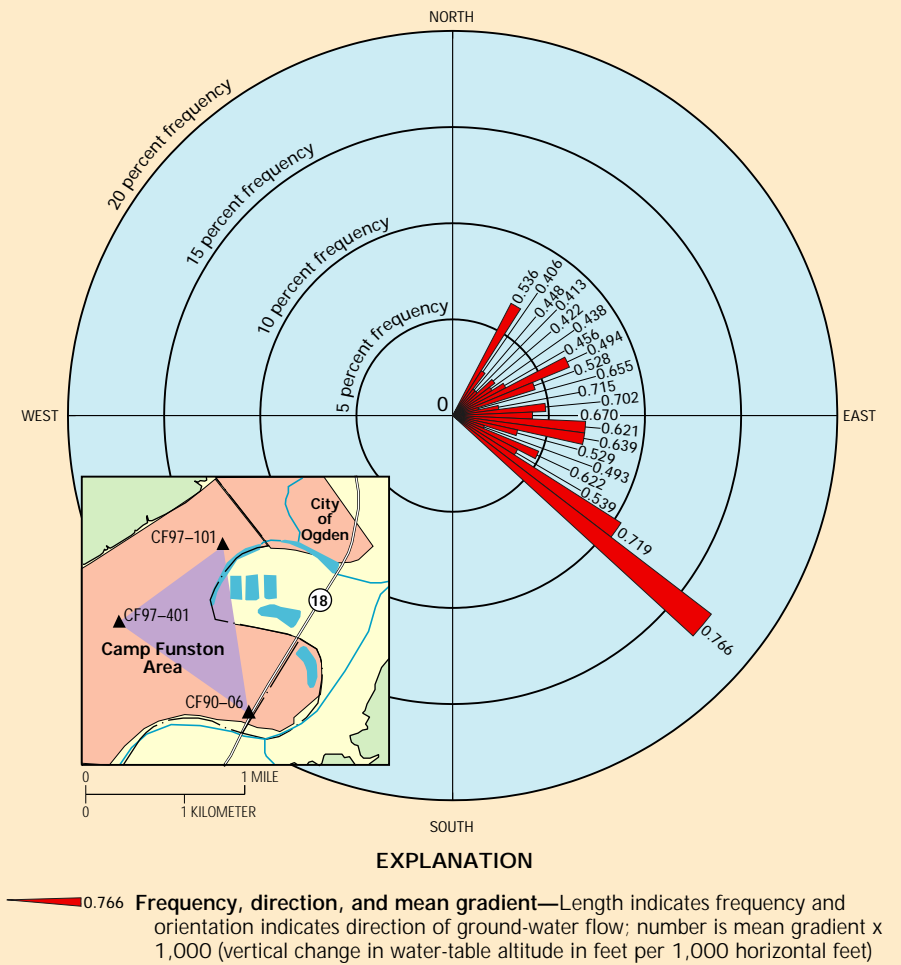 NORTH
20 percent frequency
15 percent frequency
10 percent frequency
5 percent frequency
0
WEST
EAST
0.536
0.406
0.448
0.413
0.422
0.438
0.456
0.494
0.528
0.655
0.715
0.702
0.670
0.621
0.639
0.529
0.493
0.622
0.539
0.719
0.766
City
of
Ogden
CF97–101
18
CF97–401
Camp Funston
Area
CF90–06
0 1 MILE
0 1 KILOMETER
SOUTH
EXPLANATION
0.766 Frequency, direction, and mean gradient—Length indicates frequency and
orientation indicates direction of ground-water flow; number is mean gradient x
1,000 (vertical change in water-table altitude in feet per 1,000 horizontal feet)